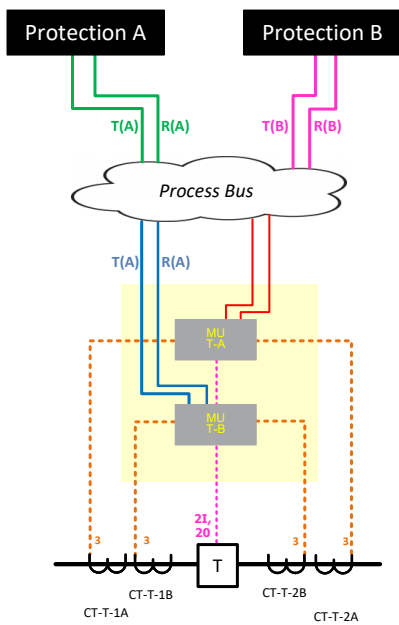 Protection A
Protection B
T(A)
R(A)
T(B)
R(B)
Process Bus
T(A)
R(A)
MU
T-A
MU
T-B
2I,
20
3
3
3
3
T
CT-T-1B
CT-T-2B
CT-T-1A
CT-T-2A